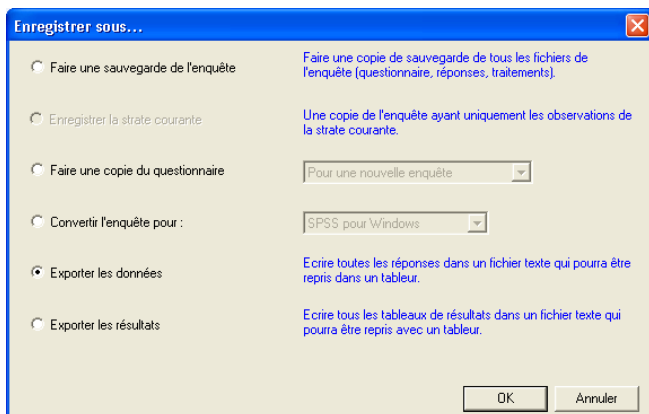 Enregistrer sous...
Faire une sauvegarde de l'enquête
Faire une copie de sauvegarde de tous les fichiers de
l'enquête (questionnaire, réponses, traitements).
Enregistrer la strate courante
Une copie de l'enquête ayant uniquement les observations de
la strate courante.
Faire une copie du questionnaire
Pour une nouvelle enquête
Convertir l'enquête pour :
SPSS pour Windows
Exporter les données
Ecrire toutes les réponses dans un fichier texte qui pourra être
repris dans un tableur.
Exporter les résultats
Ecrire tous les tableaux de résultats dans un fichier texte qui
pourra être repris avec un tableur.
OK
Annuler